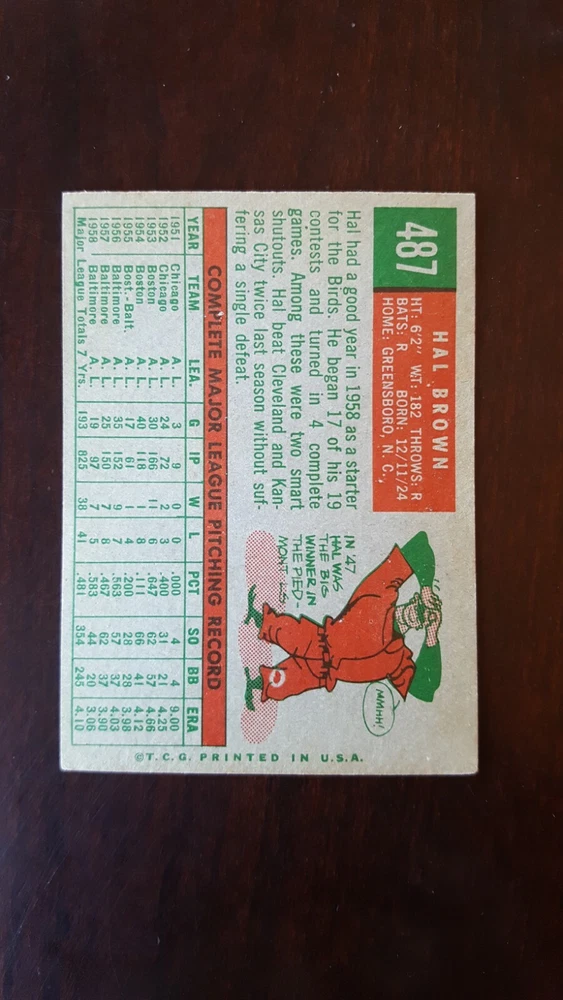 487
HAL BROWN
HT: 6'2" WT: 182 THROWS: R
BATS: R BORN: 12/11/24
HOME: GREENSBORO, N. C.,
Hal had a good year in 1958 as a starter
for the Birds. He began 17 of his 19
contests and turned in 4 complete
games. Among these were two smart
shutouts. Hal beat Cleveland and Kan-
sas City twice last season without suf-
fering a single defeat.
IN '47
HAL WAS
THE BIG
WINNER IN
THE PIED-
MONT LS.
MMHH!
COMPLETE MAJOR LEAGUE PITCHING RECORD
YEAR TEAM LEA. G IP W L PCT SO BB ERA
1951 Chicago A. L. 3 9 0 0 .000 4 4 9.00
1952 Chicago A. L. 24 72 2 3 .400 31 21 4.25
1953 Boston A. L. 30 166 11 6 .647 62 57 4.66
1954 Boston A. L. 40 118 1 8 .111 66 41 4.12
1955 Bost.-Balt. A. L. 17 61 1 4 .200 28 28 3.98
1956 Baltimore A. L. 35 152 9 7 .563 57 37 4.03
1957 Baltimore A. L. 25 150 7 8 .467 62 37 3.90
1958 Baltimore A. L. 19 97 7 5 .583 44 20 3.06
Major League Totals 7 Yrs. 193 825 38 41 .481 354 245 4.10
©T.C.G. PRINTED IN U.S.A.